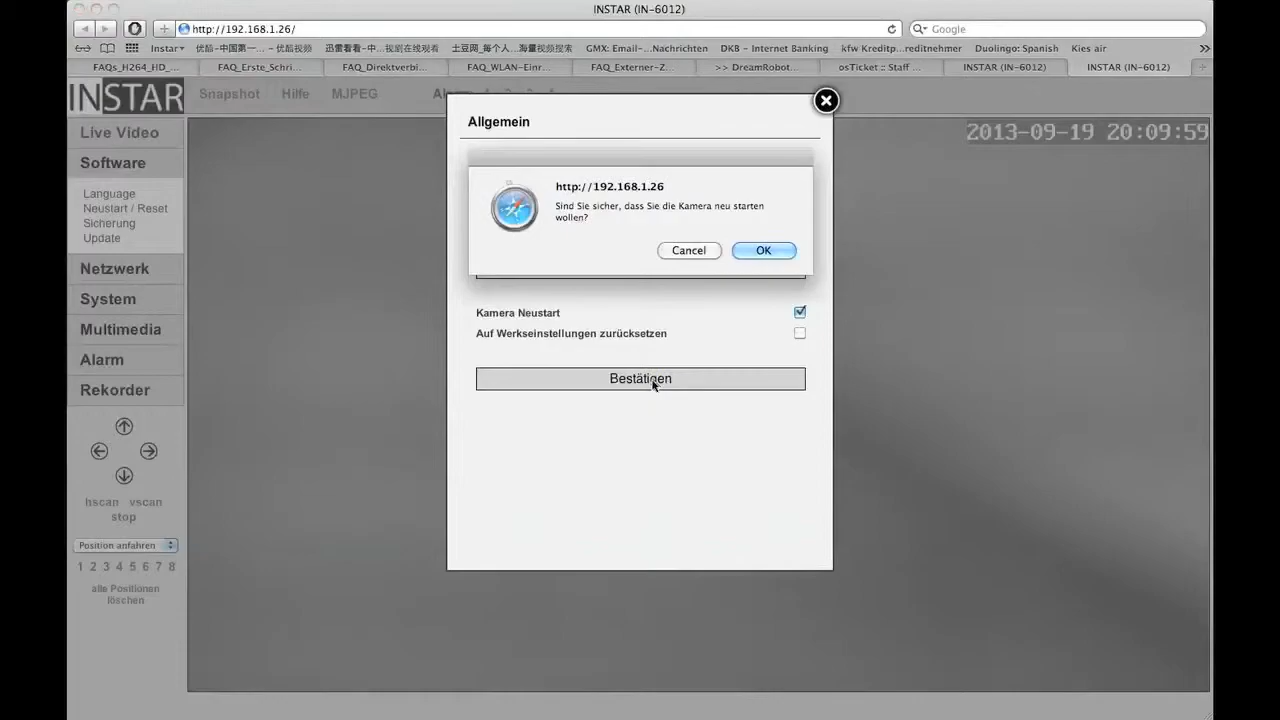 INSTAR (IN-6012)
http://192.168.1.26/
Google
Instar
GMX: Email-...Nachrichten
DKB - Internet Banking
kfw Kreditp...reditnehmer
Duolingo: Spanish
Kies air
FAQs_H264_HD_...
FAQ_Erste_Schri...
FAQ_Direktverbi...
FAQ_WLAN-Einr...
FAQ_Externer-Z...
>> DreamRobot...
osTicket :: Staff ...
INSTAR (IN-6012)
INSTAR (IN-6012)
INSTAR
Snapshot
Hilfe
MJPEG
2013-09-19 20:09:59
Live Video
Software
Language
Neustart / Reset
Sicherung
Update
Netzwerk
System
Multimedia
Alarm
Rekorder
hscan vscan
stop
Position anfahren
1 2 3 4 5 6 7 8
alle Positionen
löschen
Allgemein
http://192.168.1.26
Sind Sie sicher, dass Sie die Kamera neu starten
wollen?
Cancel
OK
Kamera Neustart
Auf Werkseinstellungen zurücksetzen
Bestätigen